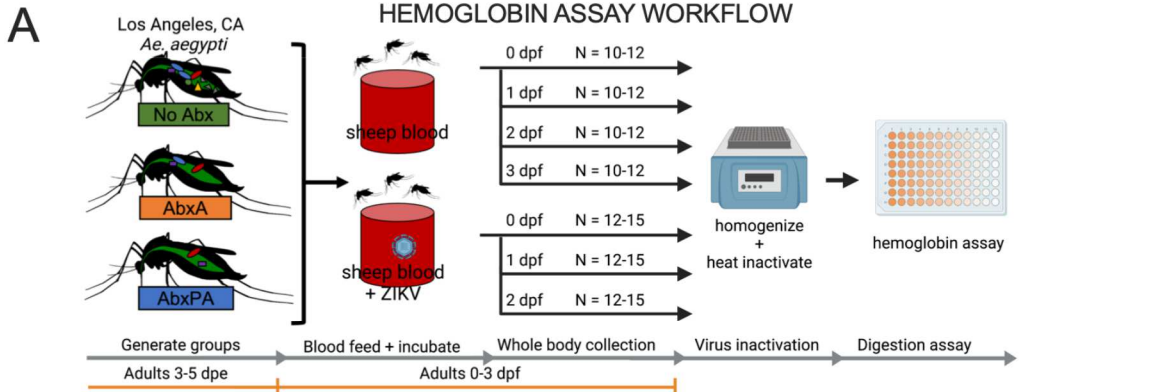 A
HEMOGLOBIN ASSAY WORKFLOW
Los Angeles, CA
Ae. aegypti
No Abx
AbxA
AbxPA
sheep blood
sheep blood
+ ZIKV
0 dpf N = 10-12
1 dpf N = 10-12
2 dpf N = 10-12
3 dpf N = 10-12
0 dpf N = 12-15
1 dpf N = 12-15
2 dpf N = 12-15
homogenize
+
heat inactivate
hemoglobin assay
Generate groups
Blood feed + incubate
Whole body collection
Virus inactivation
Digestion assay
Adults 3-5 dpe
Adults 0-3 dpf